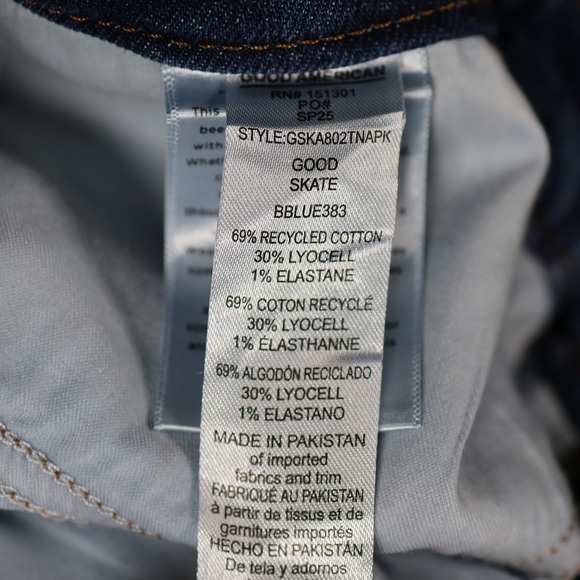 GOOD AMERICAN
RN# 151301
PO#
SP25
STYLE:GSKA802TNAPK
GOOD
SKATE
BBLUE383
69% RECYCLED COTTON
30% LYOCELL
1% ELASTANE
69% COTON RECYCLÉ
30% LYOCELL
1% ÉLASTHANNE
69% ALGODÓN RECICLADO
30% LYOCELL
1% ELASTANO
MADE IN PAKISTAN
of imported
fabrics and trim
FABRIQUÉ AU PAKISTAN
à partir de tissus et de
garnitures importés
HECHO EN PAKISTÁN
De tela y adornos
This